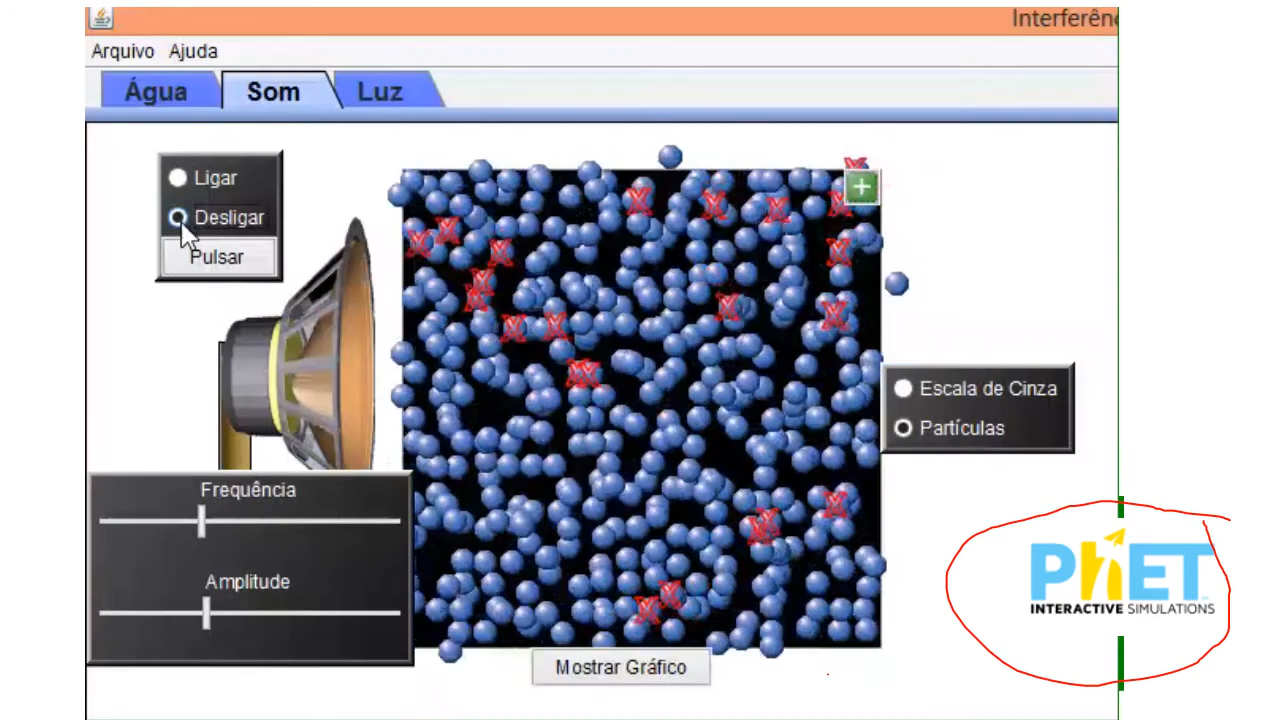 Interferênc
Arquivo Ajuda
Água Som Luz
Ligar
Desligar
Pulsar
Escala de Cinza
Partículas
Frequência
Amplitude
Mostrar Gráfico
PhET
INTERACTIVE SIMULATIONS